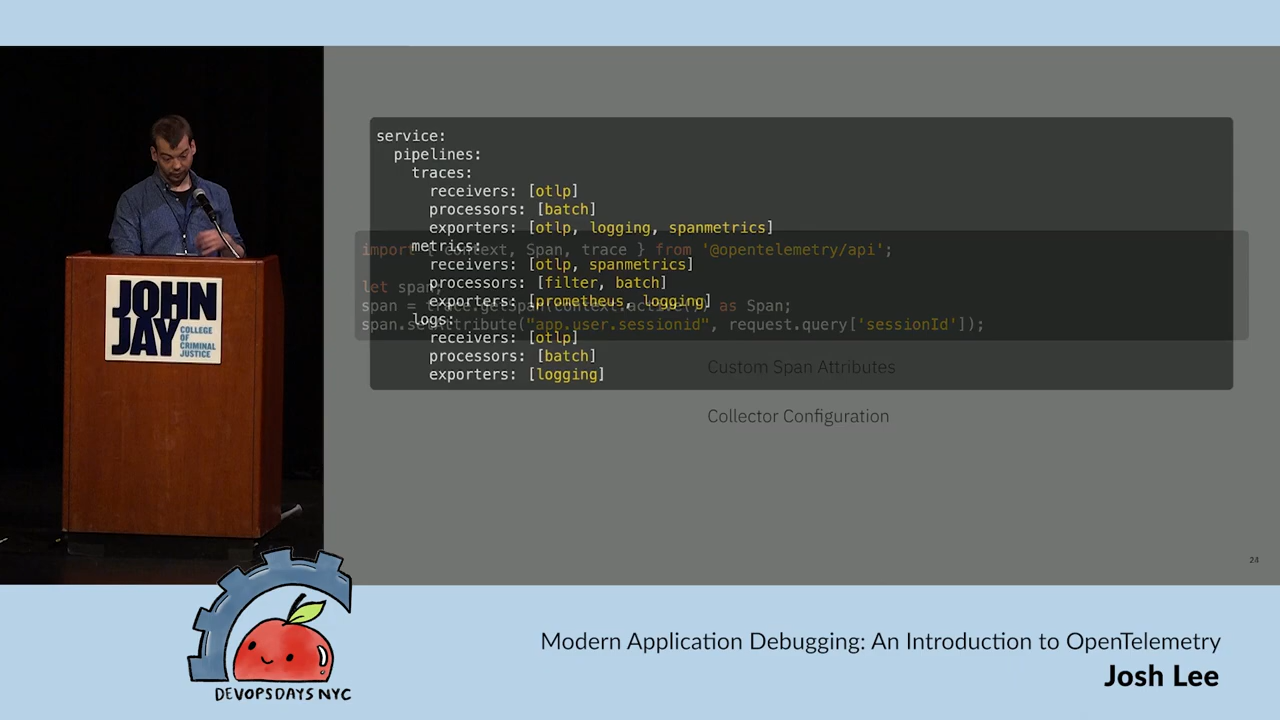 service:
pipelines:
traces:
receivers: [otlp]
processors: [batch]
exporters: [otlp, logging, spanmetrics]
metrics:
receivers: [otlp, spanmetrics]
processors: [filter, batch]
exporters: [prometheus, logging]
logs:
receivers: [otlp]
processors: [batch]
exporters: [logging]
import { context, Span, trace } from '@opentelemetry/api';
let span;
span = trace.getSpan(context.active()) as Span;
span.setAttribute("app.user.sessionid", request.query['sessionId']);
Custom Span Attributes
Collector Configuration
24
JOHN
JAY
COLLEGE
OF
CRIMINAL
JUSTICE
DEVOPSDAYS NYC
Modern Application Debugging: An Introduction to OpenTelemetry
Josh Lee